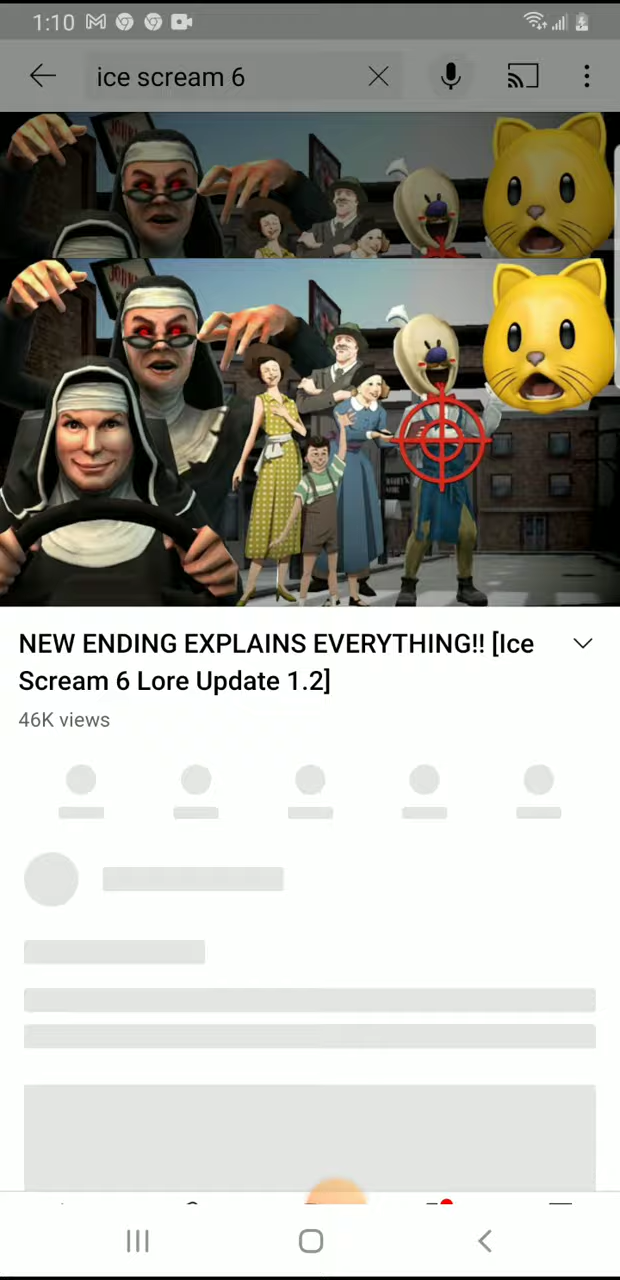 1:10
ice scream 6
NEW ENDING EXPLAINS EVERYTHING!! [Ice
Scream 6 Lore Update 1.2]
46K views